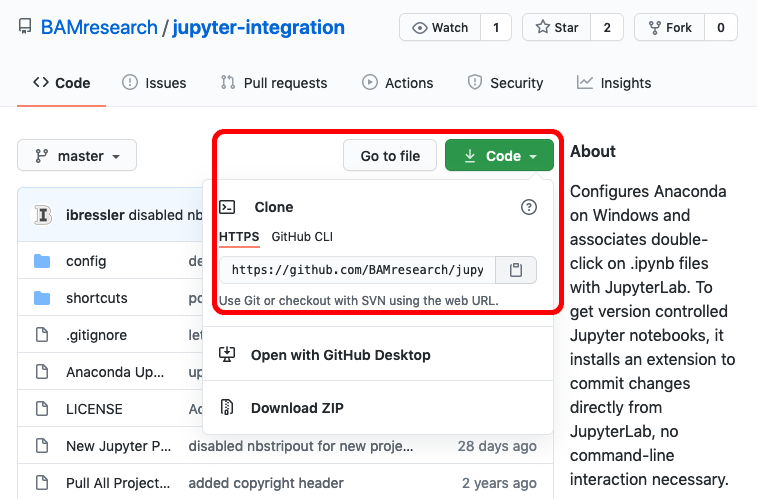 BAMresearch / jupyter-integration
Watch 1
Star 2
Fork 0
Code
Issues
Pull requests
Actions
Security
Insights
master
Go to file
Code
About
Configures Anaconda
on Windows and
associates double-
click on .ipynb files
with JupyterLab. To
get version controlled
Jupyter notebooks, it
installs an extension to
commit changes
directly from
JupyterLab, no
command-line
interaction necessary.
ibressler disabled nb
Clone
HTTPS GitHub CLI
https://github.com/BAMresearch/jupy
Use Git or checkout with SVN using the web URL.
Open with GitHub Desktop
Download ZIP
config
shortcuts
.gitignore
Anaconda Up...
LICENSE
New Jupyter P... disabled nbstripout for new proje... 28 days ago
Pull All Project... added copyright header 2 years ago